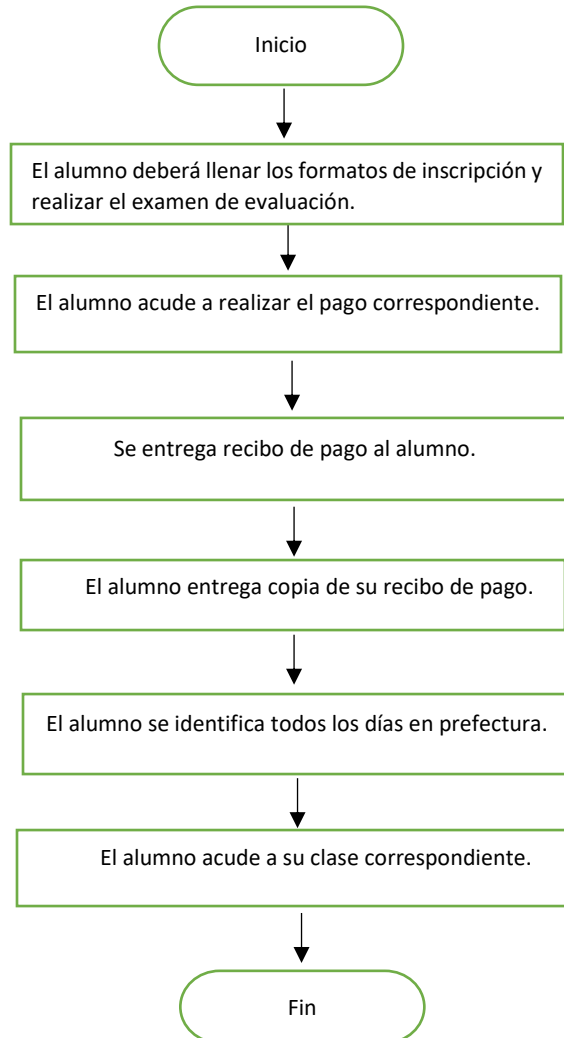 Inicio
El alumno deberá llenar los formatos de inscripción y
realizar el examen de evaluación.
El alumno acude a realizar el pago correspondiente.
Se entrega recibo de pago al alumno.
El alumno entrega copia de su recibo de pago.
El alumno se identifica todos los días en prefectura.
El alumno acude a su clase correspondiente.
Fin